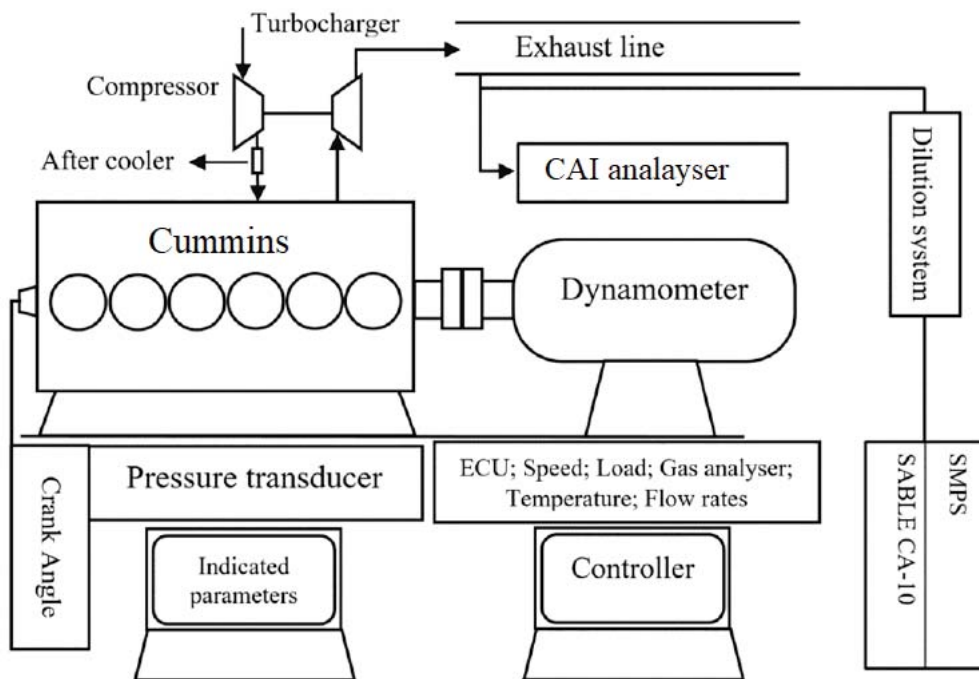 Turbocharger
Exhaust line
Compressor
After cooler
CAI analayser
Dilution system
Cummins
Dynamometer
Crank Angle
Pressure transducer
ECU; Speed; Load; Gas analyser;
Temperature; Flow rates
SABLE CA-10
SMPS
Indicated
parameters
Controller